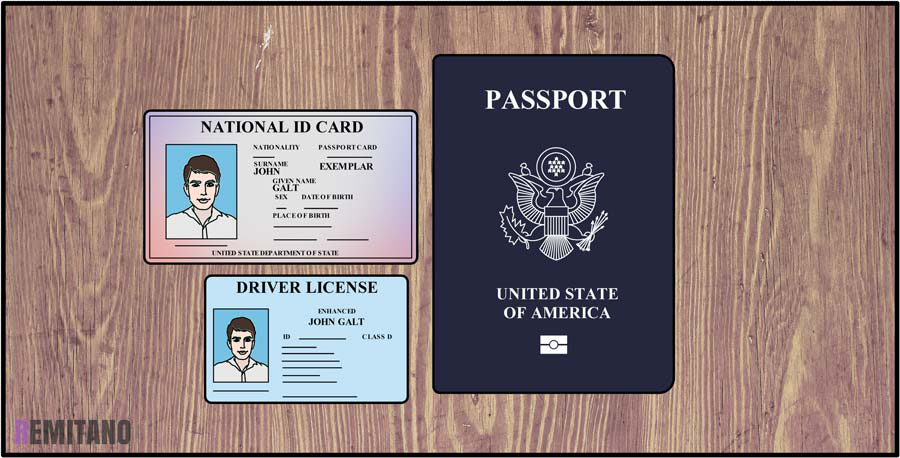 NATIONAL ID CARD
NATIONALITY PASSPORT CARD
SURNAME
JOHN EXEMPLAR
GIVEN NAME
GALT
SEX DATE OF BIRTH
PLACE OF BIRTH
UNITED STATE DEPARTMENT OF STATE
DRIVER LICENSE
ENHANCED
JOHN GALT
ID CLASS D
PASSPORT
UNITED STATE
OF AMERICA
REMITANO